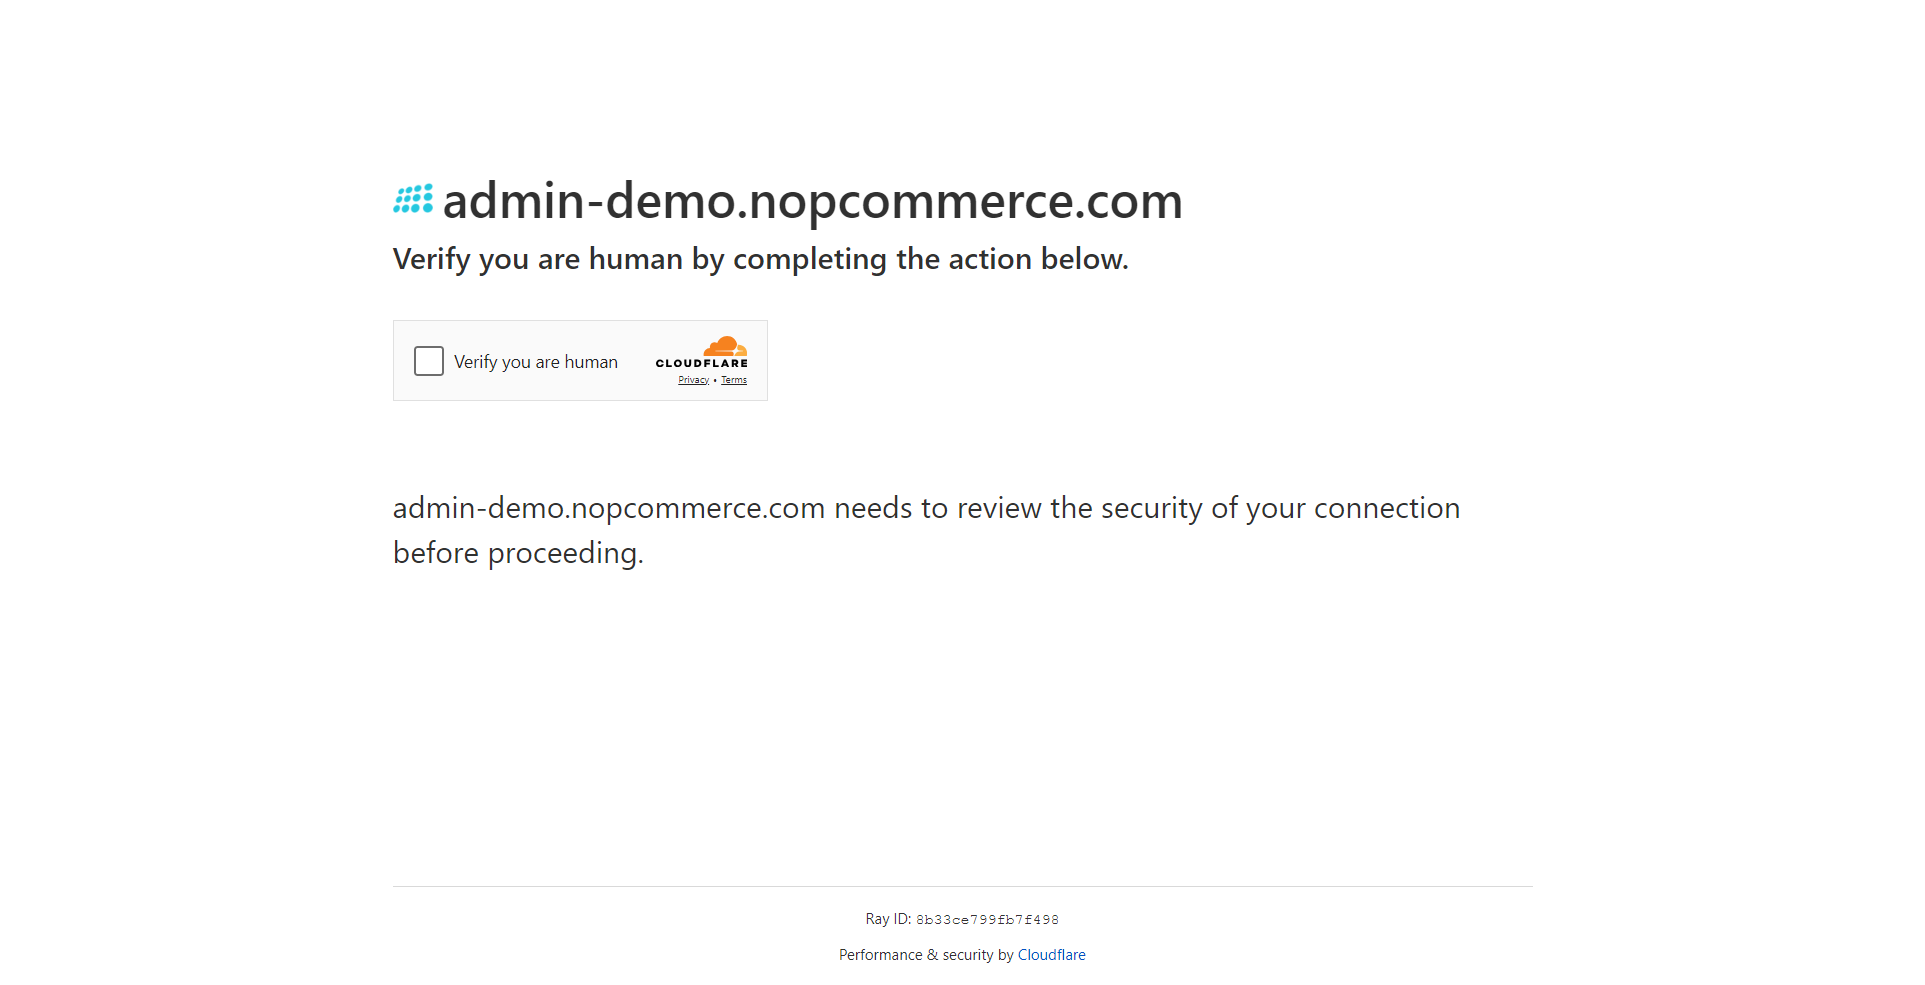 admin-demo.nopcommerce.com
Verify you are human by completing the action below.
Verify you are human
CLOUDFLARE
Privacy • Terms
admin-demo.nopcommerce.com needs to review the security of your connection
before proceeding.
Ray ID: 8b33ce799fb7f498
Performance & security by Cloudflare